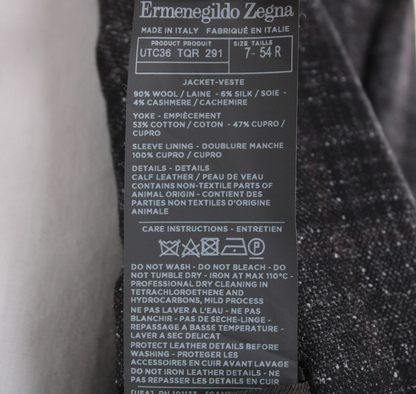 Ermenegildo Zegna
MADE IN ITALY FABRIQUE EN ITALIE
PRODUCT PRODUIT
UTC36 TQR 291
SIZE TAILLE
7- 54 R
JACKET-VESTE
90% WOOL / LAINE - 6% SILK / SOIE -
4% CASHMERE / CACHEMIRE
YOKE - EMPIÈCEMENT
53% COTTON / COTON - 47% CUPRO /
CUPRO
SLEEVE LINING - DOUBLURE MANCHE
100% CUPRO / CUPRO
DETAILS - DETAILS
CALF LEATHER / PEAU DE VEAU
CONTAINS NON-TEXTILE PARTS OF
ANIMAL ORIGIN - CONTIENT DES
PARTIES NON TEXTILES D'ORIGINE
ANIMALE
CARE INSTRUCTIONS - ENTRETIEN
P
DO NOT WASH - DO NOT BLEACH - DO
NOT TUMBLE DRY - IRON AT MAX 110°C -
PROFESSIONAL DRY CLEANING IN
TETRACHLOROETHENE AND
HYDROCARBONS, MILD PROCESS
NE PAS LAVER A L'EAU - NE PAS
BLANCHIR - PAS DE SECHE-LINGE -
REPASSAGE A BASSE TEMPERATURE -
LAVER A SEC DELICAT
PROTECT LEATHER DETAILS BEFORE
WASHING - PROTEGER LES
ACCESSOIRES EN CUIR AVANT LAVAGE
DO NOT IRON LEATHER DETAILS - NE
PAS REPASSER DETAILS EN CUIR